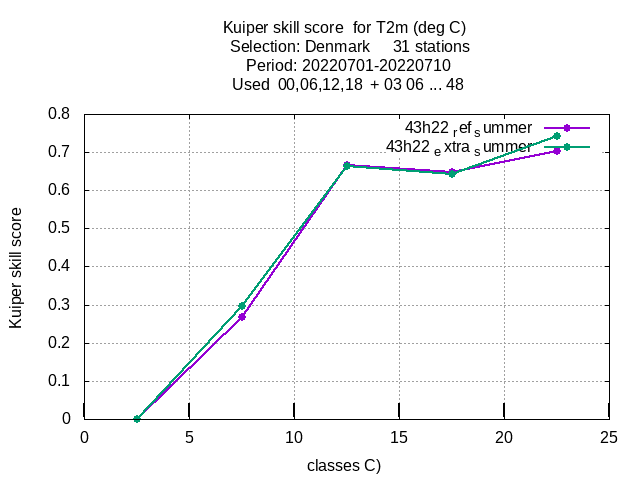 Kuiper skill score  for T2m (deg C)
Selection: Denmark     31 stations
Period: 20220701-20220710
Used  00,06,12,18  + 03 06 ... 48
43h22 ref summer
43h22 extra summer
0.8
0.7
0.6
0.5
0.4
0.3
0.2
0.1
0
Kuiper skill score
0 5 10 15 20 25
classes C)